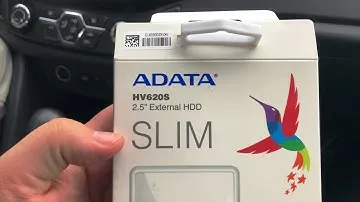 ADATA
HV620S
2.5" External HDD
SLIM